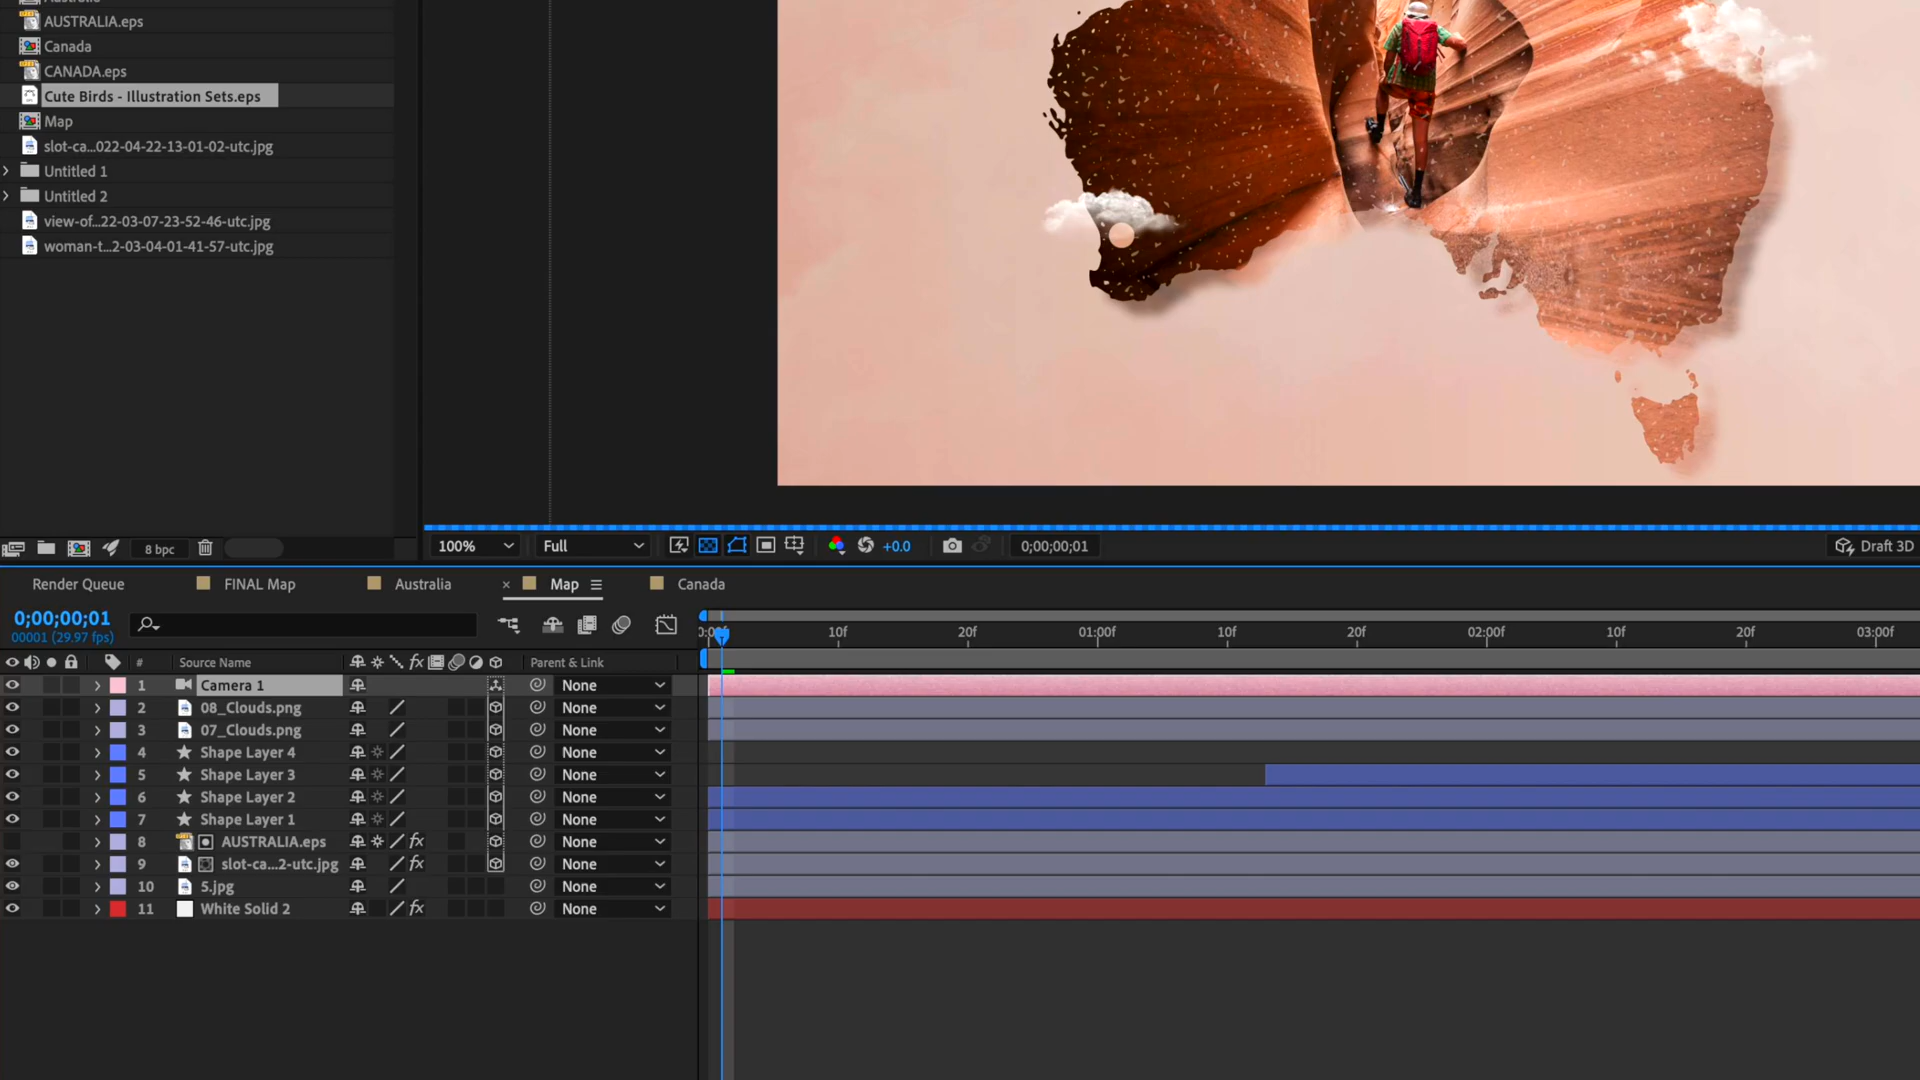 AUSTRALIA.eps
Canada
CANADA.eps
Cute Birds - Illustration Sets.eps
Map
slot-ca...022-04-22-13-01-02-utc.jpg
Untitled 1
Untitled 2
view-of...22-03-07-23-52-46-utc.jpg
woman-t...2-03-04-01-41-57-utc.jpg
8 bpc
100%
Full
+0.0
0;00;00;01
Draft 3D
Render Queue
FINAL Map
Australia
Map
Canada
0;00;00;01
00001 (29.97 fps)
0:00f
10f
20f
01:00f
10f
20f
02:00f
10f
20f
03:00f
# Source Name fx Parent & Link
1 Camera 1 None
2 08_Clouds.png None
3 07_Clouds.png None
4 Shape Layer 4 None
5 Shape Layer 3 None
6 Shape Layer 2 None
7 Shape Layer 1 None
8 AUSTRALIA.eps fx None
9 slot-ca...2-utc.jpg fx None
10 5.jpg None
11 White Solid 2 fx None